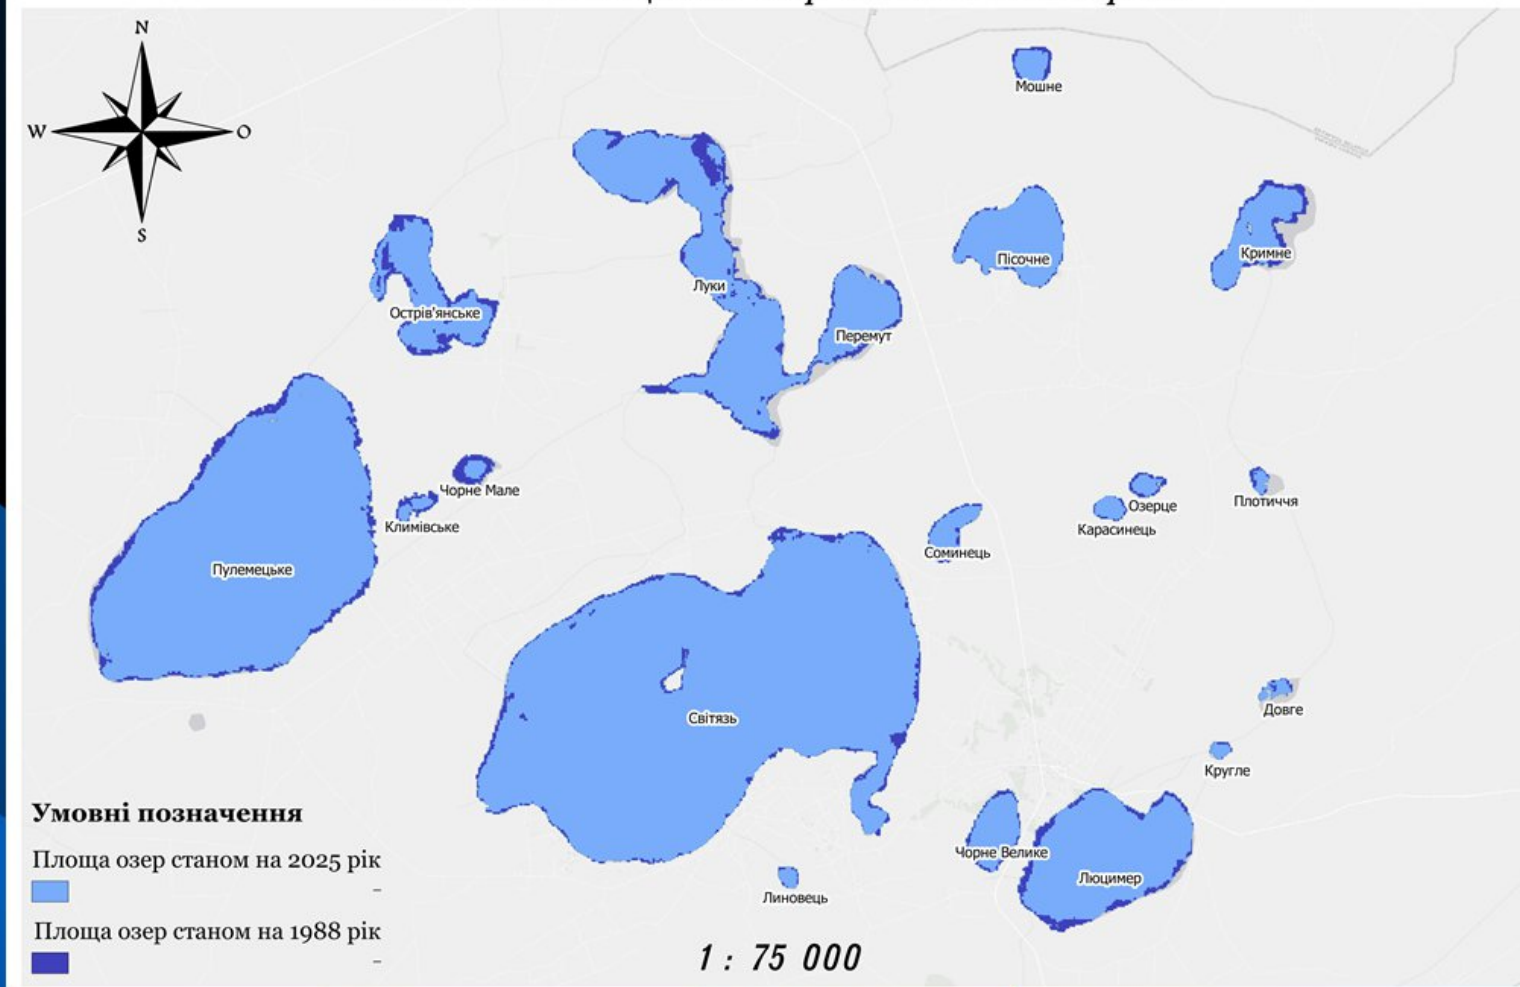 N
W
O
S
Мошне
Пісочне
Кримне
Луки
Острів'янське
Перемут
Чорне Мале
Климівське
Озерце
Карасинець
Плотиччя
Соминець
Пулемецьке
Світязь
Довге
Кругле
Чорне Велике
Люцимер
Линовець
Умовні позначення
Площа озер станом на 2025 рік
–
Площа озер станом на 1988 рік
–
1 : 75 000